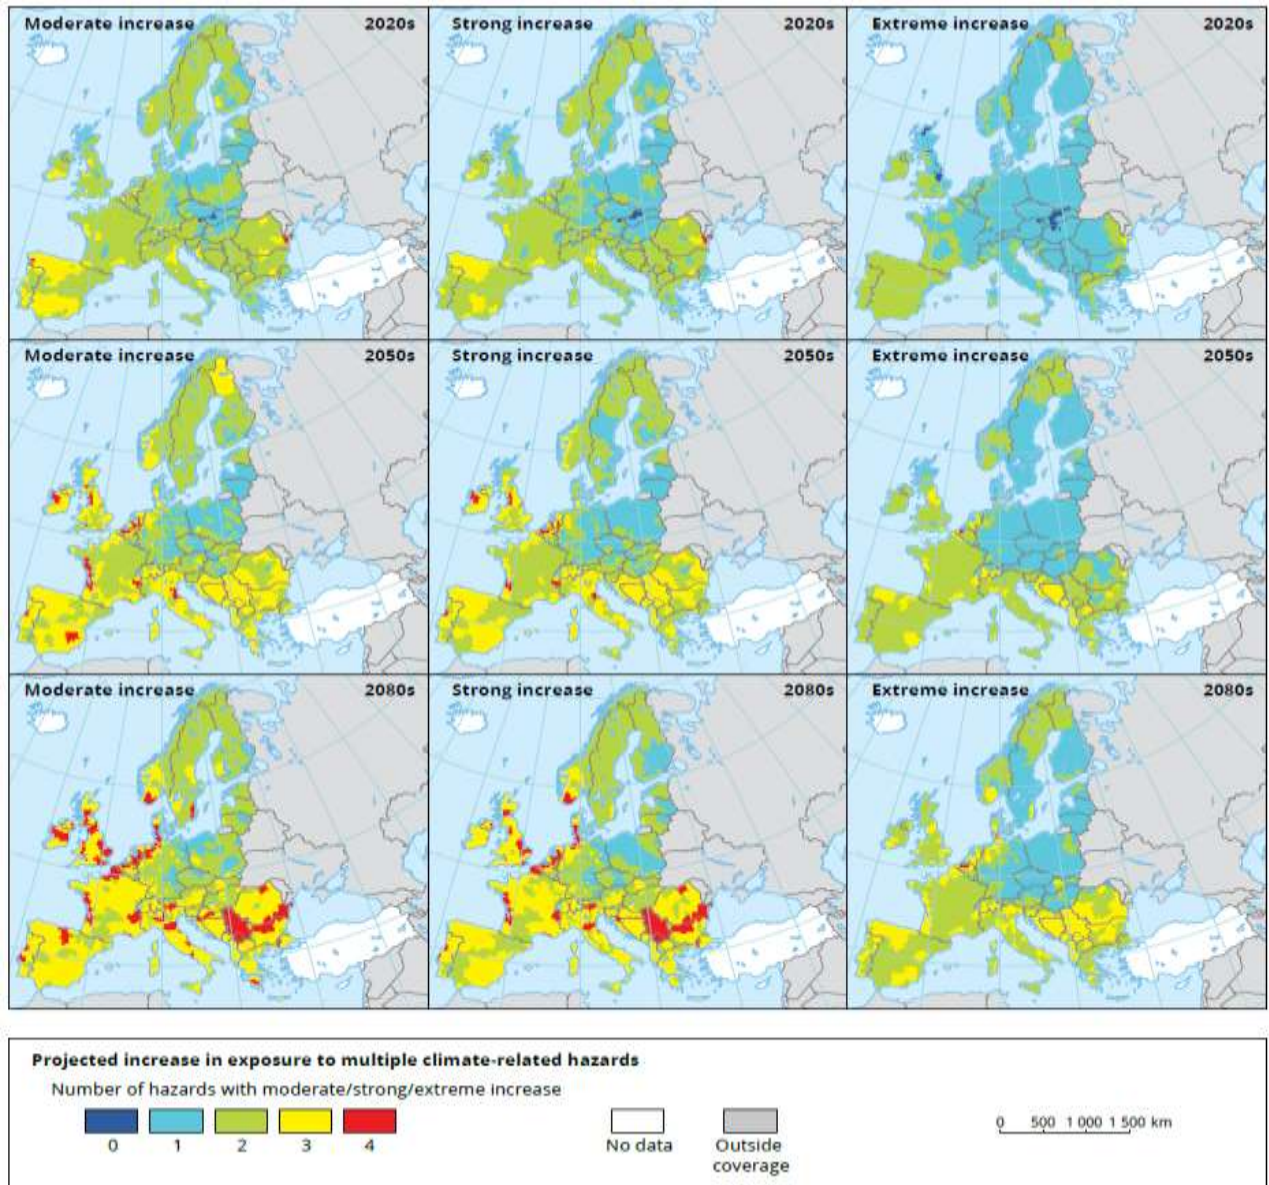 Moderate increase 2020s
Strong increase 2020s
Extreme increase 2020s
Moderate increase 2050s
Strong increase 2050s
Extreme increase 2050s
Moderate increase 2080s
Strong increase 2080s
Extreme increase 2080s
Projected increase in exposure to multiple climate-related hazards
Number of hazards with moderate/strong/extreme increase
0 1 2 3 4
No data
Outside
coverage
0 500 1 000 1 500 km